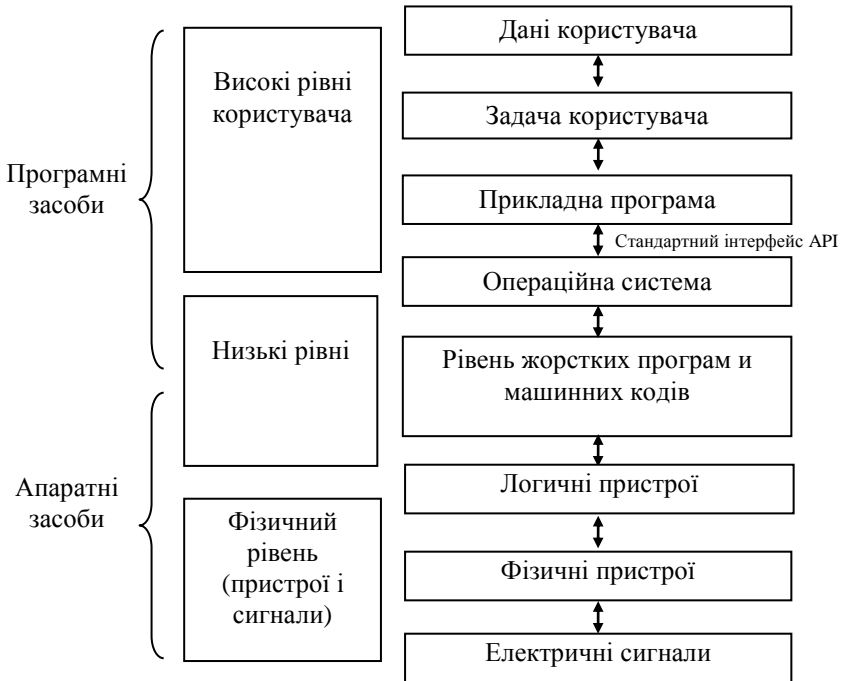 Дані користувача
Високі рівні
користувача
Задача користувача
Програмні
засоби
Прикладна програма
Стандартний інтерфейс API
Операційна система
Низькі рівні
Рівень жорстких програм и
машинних кодів
Апаратні
засоби
Логичні пристрої
Фізичний
рівень
(пристрої і
сигнали)
Фізичні пристрої
Електричні сигнали